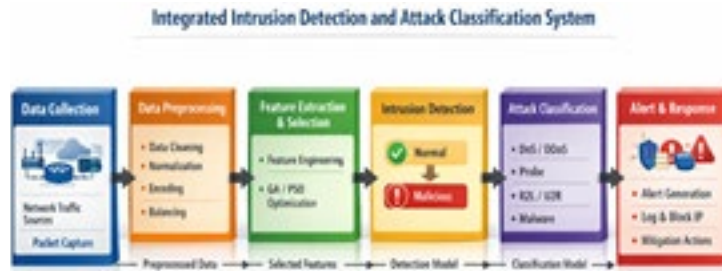 Integrated Intrusion Detection and Attack Classification System
Data Collection
Network Traffic
Sources
Packet Capture
Data Preprocessing
• Data Cleaning
• Normalization
• Encoding
• Balancing
Feature Extraction
& Selection
• Feature Engineering
• GA / PSO
Optimization
Intrusion Detection
Normal
Malicious
Attack Classification
• DoS / DDoS
• Probe
• R2L / U2R
• Malware
Alert & Response
• Alert Generation
• Log & Block IP
• Mitigation Actions
Preprocessed Data
Selected Features
Detection Model
Classification Model